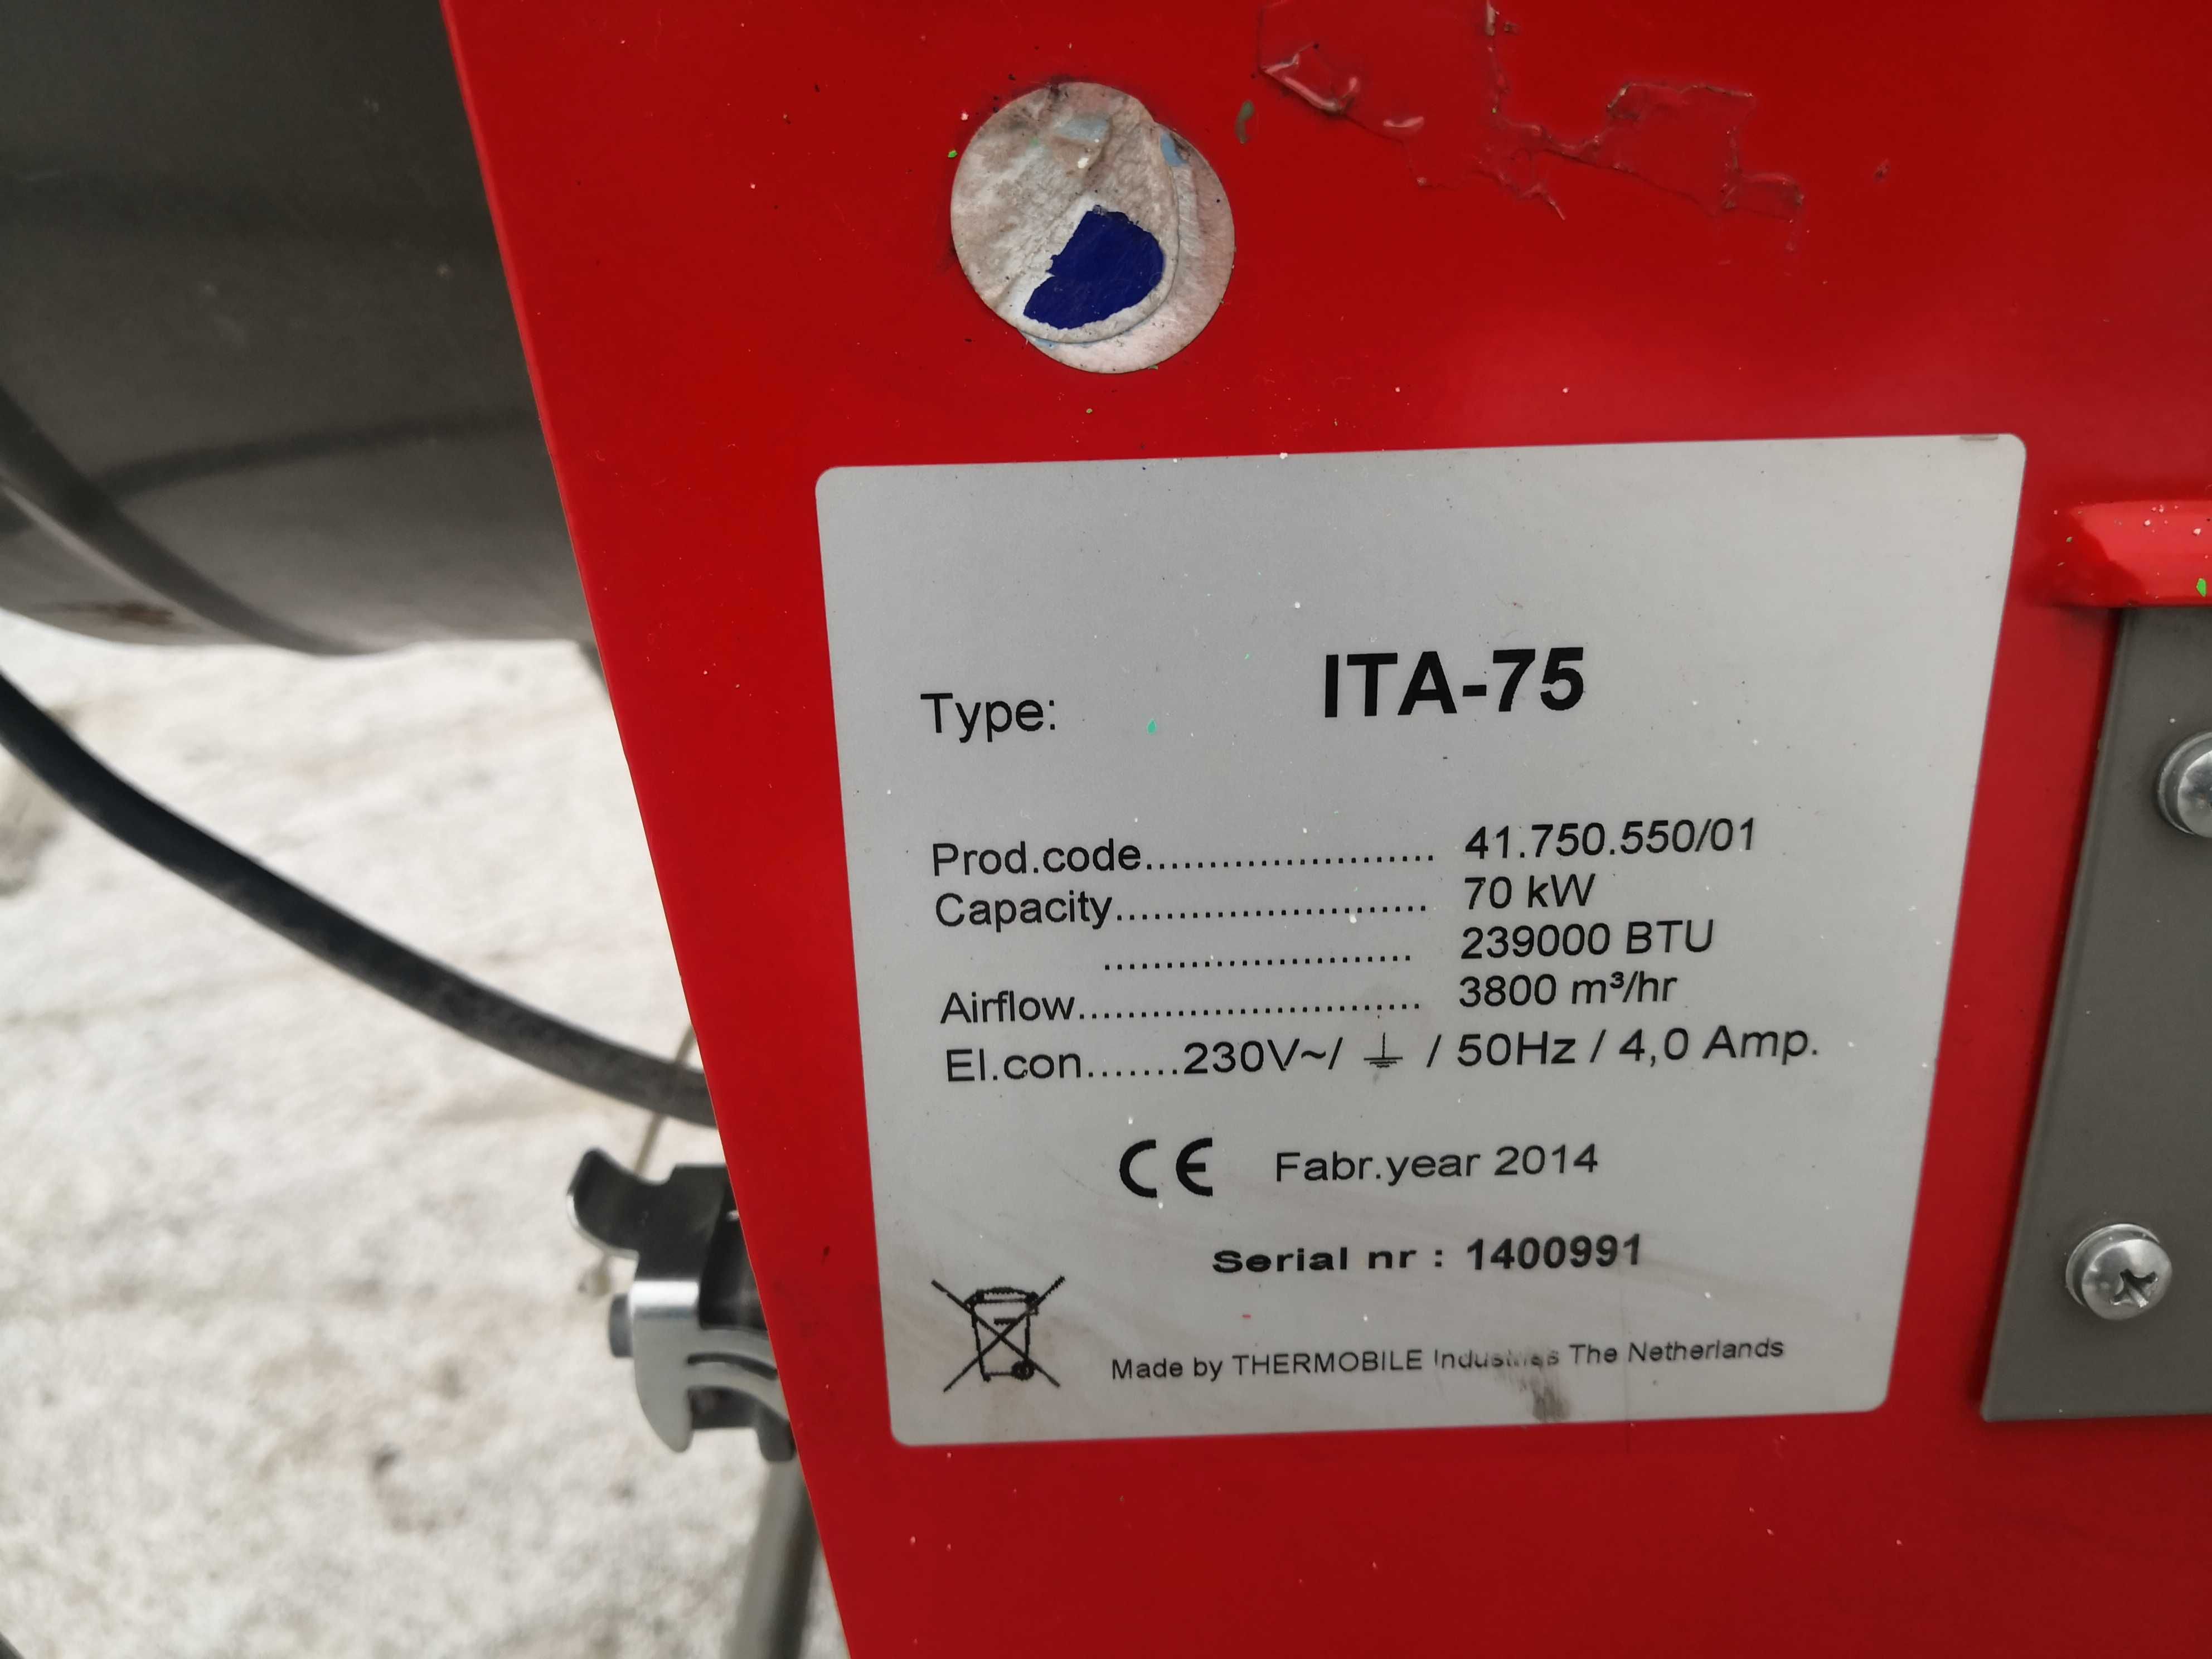 Type: ITA-75
Prod.code....................... 41.750.550/01
Capacity......................... 70 kW
......................... 239000 BTU
Airflow........................... 3800 m³/hr
El.con.......230V~/ ⏚ / 50Hz / 4,0 Amp.
CE Fabr.year 2014
Serial nr : 1400991
Made by THERMOBILE Industries The Netherlands